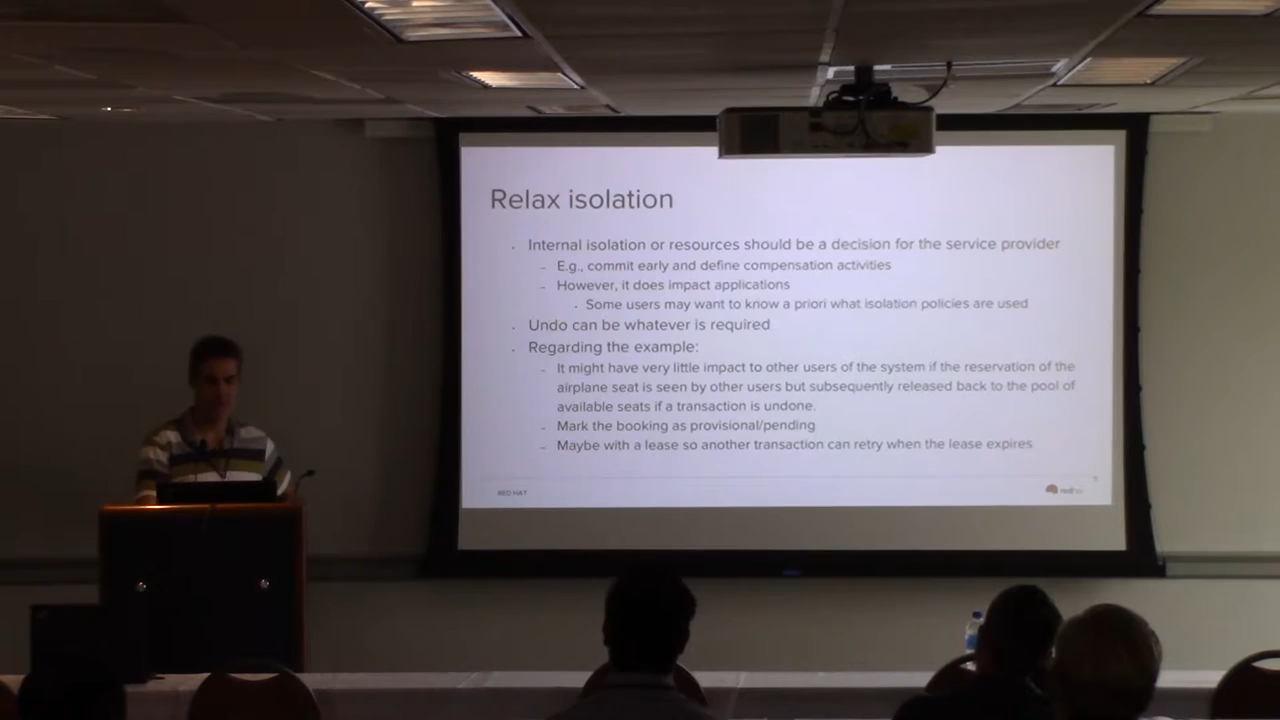 Relax isolation
· Internal isolation or resources should be a decision for the service provider
- E.g., commit early and define compensation activities
- However, it does impact applications
· Some users may want to know a priori what isolation policies are used
· Undo can be whatever is required
· Regarding the example:
- It might have very little impact to other users of the system if the reservation of the
airplane seat is seen by other users but subsequently released back to the pool of
available seats if a transaction is undone.
- Mark the booking as provisional/pending
- Maybe with a lease so another transaction can retry when the lease expires
RED HAT
redhat